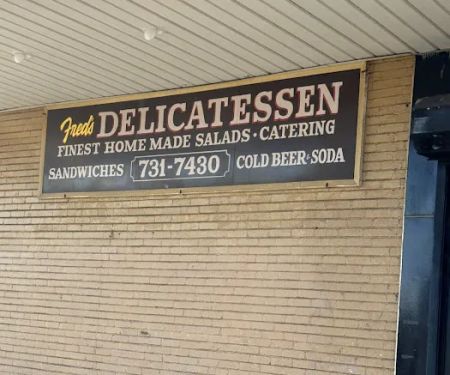 Fred's DELICATESSEN
FINEST HOME MADE SALADS · CATERING
SANDWICHES 731-7430 COLD BEER & SODA